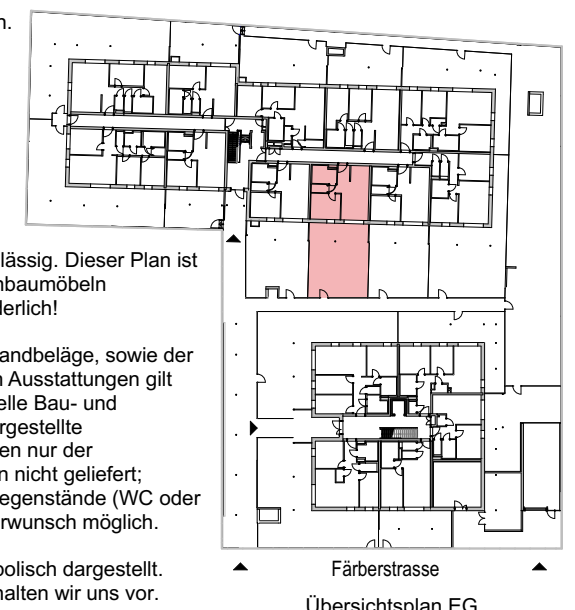 n.
lässig. Dieser Plan ist
nbaumöbeln
derlich!
andbeläge, sowie der
n Ausstattungen gilt
elle Bau- und
rgestellte
en nur der
n nicht geliefert;
egenstände (WC oder
rwunsch möglich.
bolisch dargestellt.
halten wir uns vor.
Färberstrasse
Übersichtsplan EG